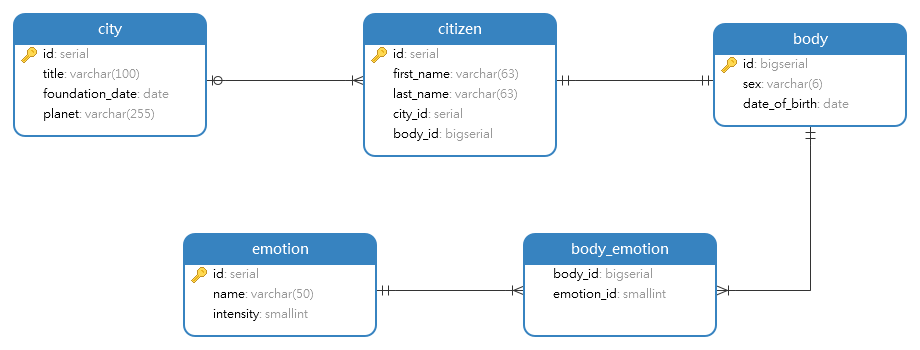 city
id: serial
title: varchar(100)
foundation_date: date
planet: varchar(255)
citizen
id: serial
first_name: varchar(63)
last_name: varchar(63)
city_id: serial
body_id: bigserial
body
id: bigserial
sex: varchar(6)
date_of_birth: date
emotion
id: serial
name: varchar(50)
intensity: smallint
body_emotion
body_id: bigserial
emotion_id: smallint